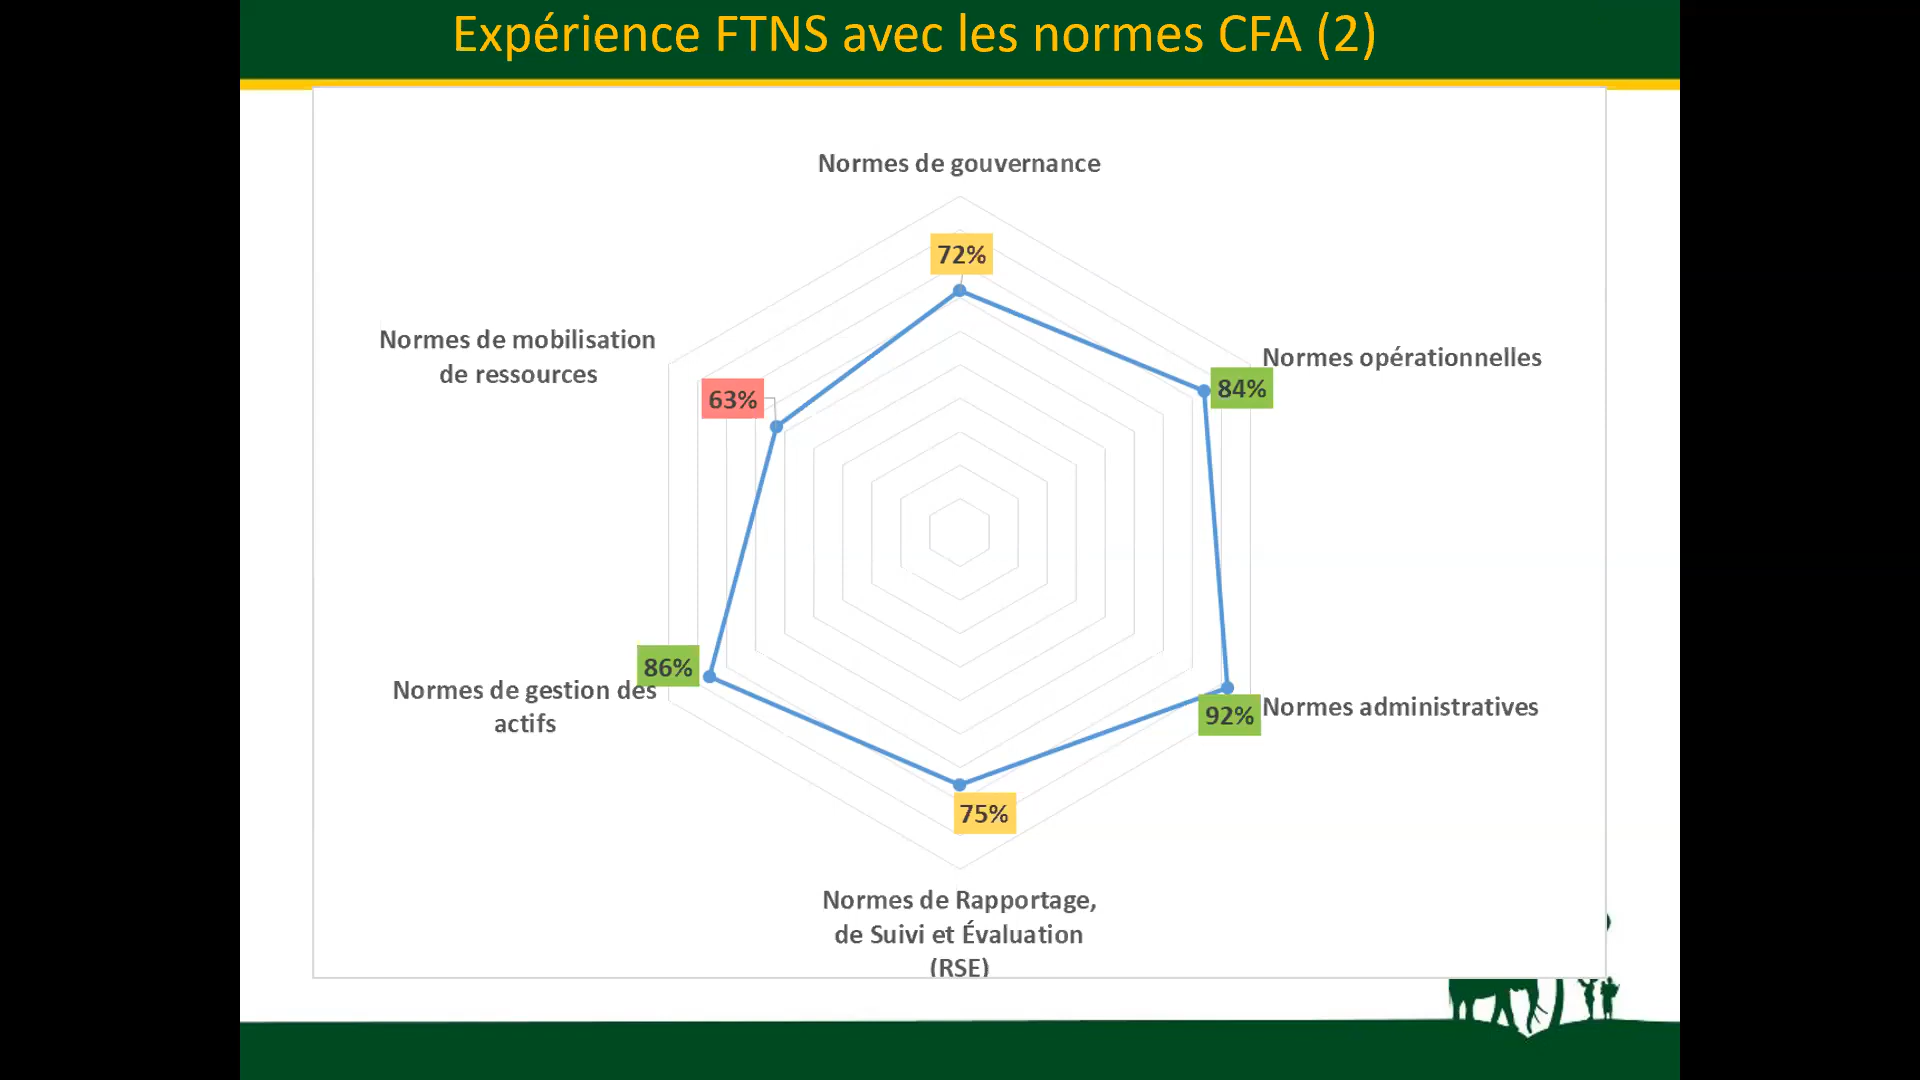 Expérience FTNS avec les normes CFA (2)
Normes de gouvernance
72%
Normes opérationnelles
84%
Normes administratives
92%
Normes de Rapportage,
de Suivi et Évaluation
(RSE)
75%
Normes de gestion des
actifs
86%
Normes de mobilisation
de ressources
63%